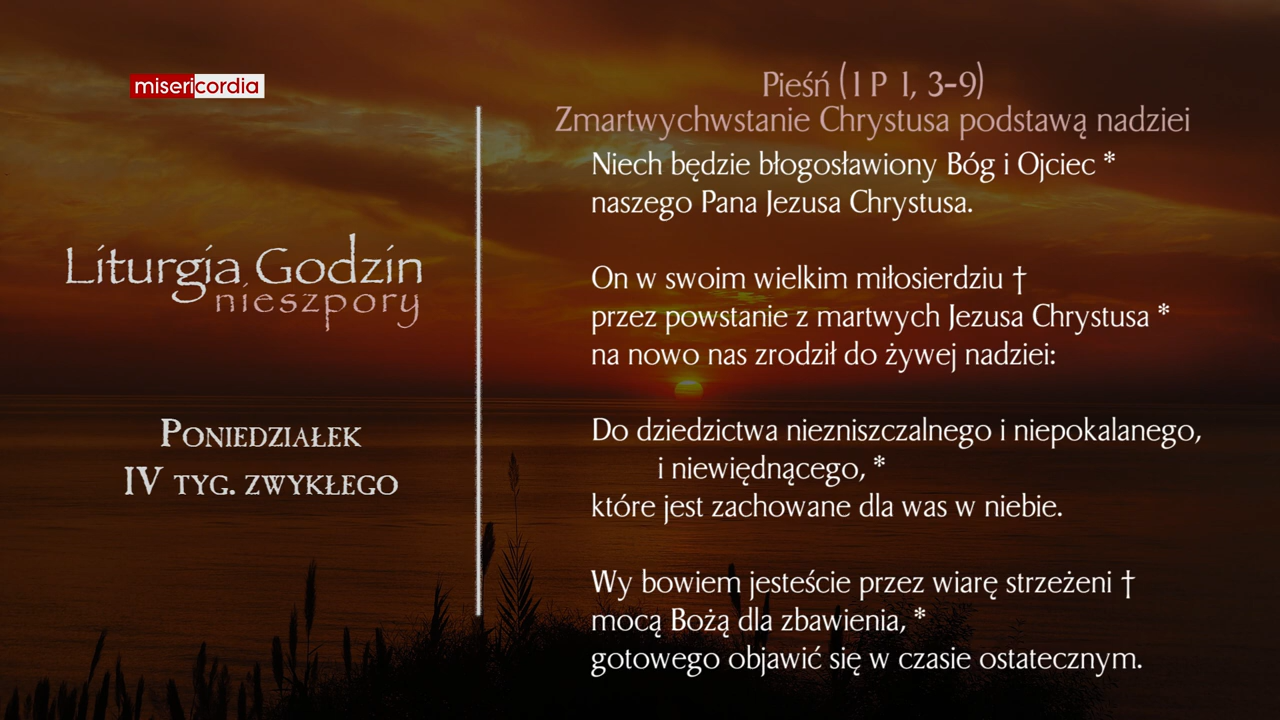 misericordia
Liturgia Godzin
nieszpory
Poniedziałek
IV tyg. zwykłego
Pieśń (1 P 1, 3-9)
Zmartwychwstanie Chrystusa podstawą nadziei
Niech będzie błogosławiony Bóg i Ojciec *
naszego Pana Jezusa Chrystusa.
On w swoim wielkim miłosierdziu †
przez powstanie z martwych Jezusa Chrystusa *
na nowo nas zrodził do żywej nadziei:
Do dziedzictwa niezniszczalnego i niepokalanego,
i niewiędnącego, *
które jest zachowane dla was w niebie.
Wy bowiem jesteście przez wiarę strzeżeni †
mocą Bożą dla zbawienia, *
gotowego objawić się w czasie ostatecznym.